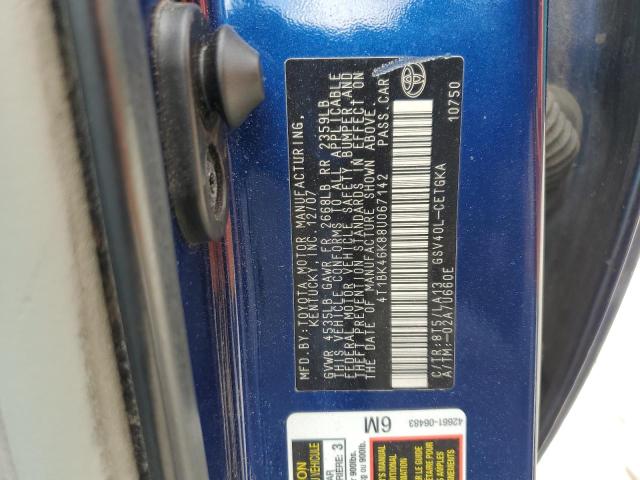 MFD.BY:TOYOTA MOTOR MANUFACTURING,
KENTUCKY, INC. 12/07
GVWR 4535LB GAWR FR 2668LB RR 2359LB
THIS VEHICLE CONFORMS TO ALL APPLICABLE
FEDERAL MOTOR VEHICLE SAFETY, BUMPER AND
THEFT PREVENTION STANDARDS IN EFFECT ON
THE DATE OF MANUFACTURE SHOWN ABOVE.
4T1BK46K88U067142 PASS.CAR
C/TR:8T5/LA13 GSV40L-CETGKA
A/TM:-02A/U660E
10750
42661-06483
6M